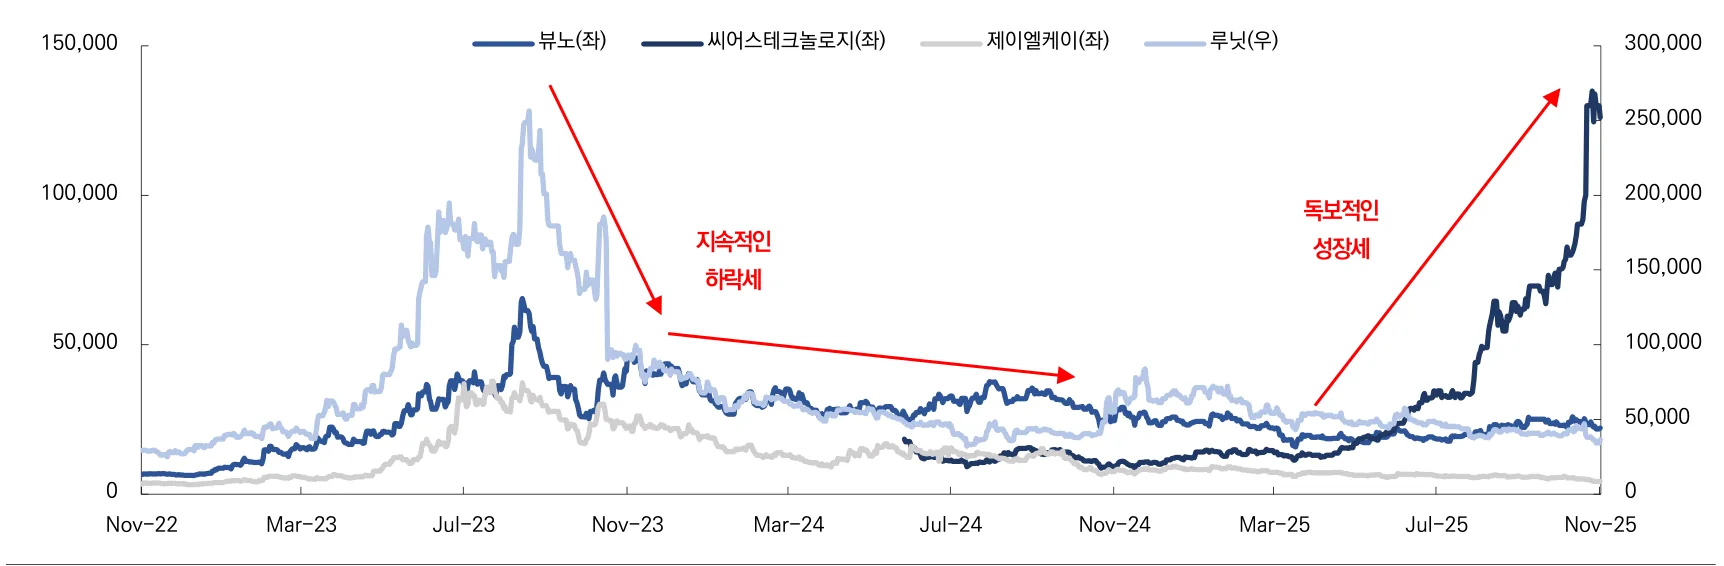 뷰노(좌) 씨어스테크놀로지(좌) 제이엘케이(좌) 루닛(우)
150,000
100,000
50,000
0
300,000
250,000
200,000
150,000
100,000
50,000
0
지속적인
하락세
독보적인
성장세
Nov-22 Mar-23 Jul-23 Nov-23 Mar-24 Jul-24 Nov-24 Mar-25 Jul-25 Nov-25